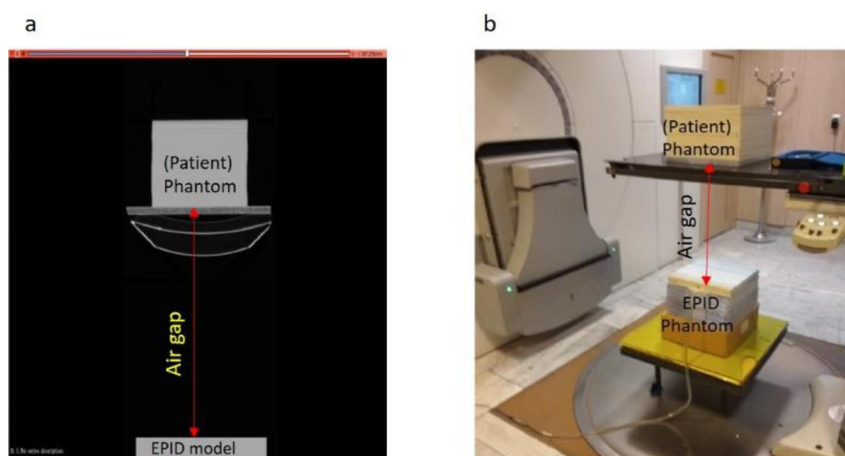 a
b
(Patient)
Phantom
Air gap
EPID model
(Patient)
Phantom
Air gap
EPID
Phantom